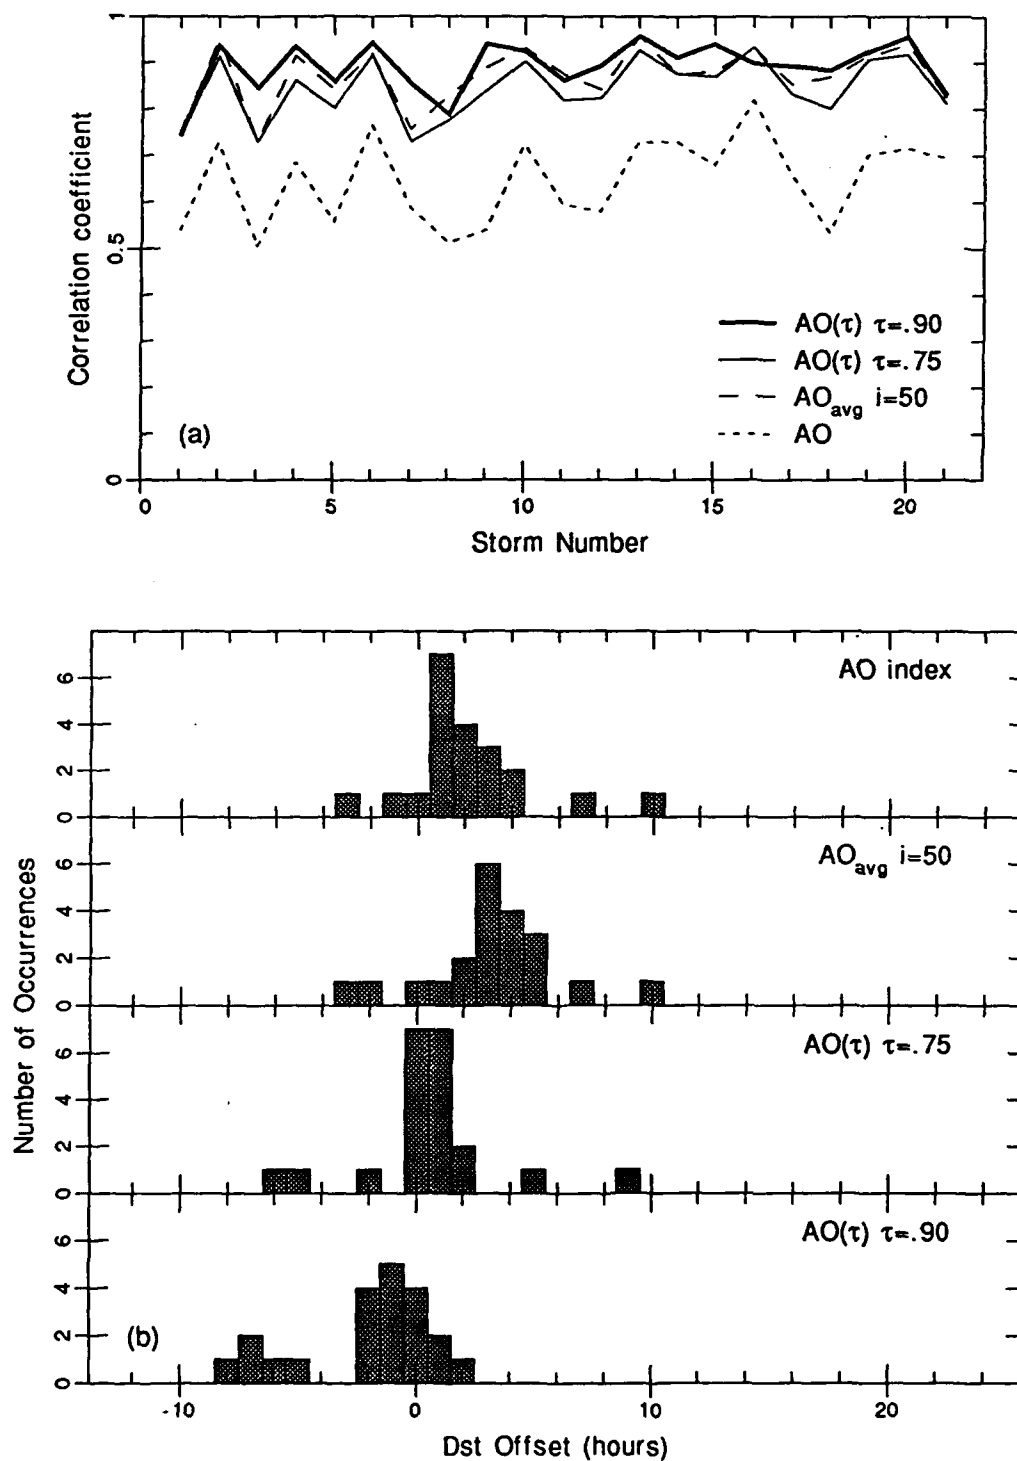 1
0.5
0
Correlation coefficient
AO(τ) τ=.90
AO(τ) τ=.75
AOavg i=50
AO
(a)
0
5
10
15
20
Storm Number
AO index
6
4
2
0
AOavg i=50
6
4
2
0
AO(τ) τ=.75
6
4
2
0
AO(τ) τ=.90
6
4
2
0
Number of Occurrences
(b)
-10
0
10
20
Dst Offset (hours)